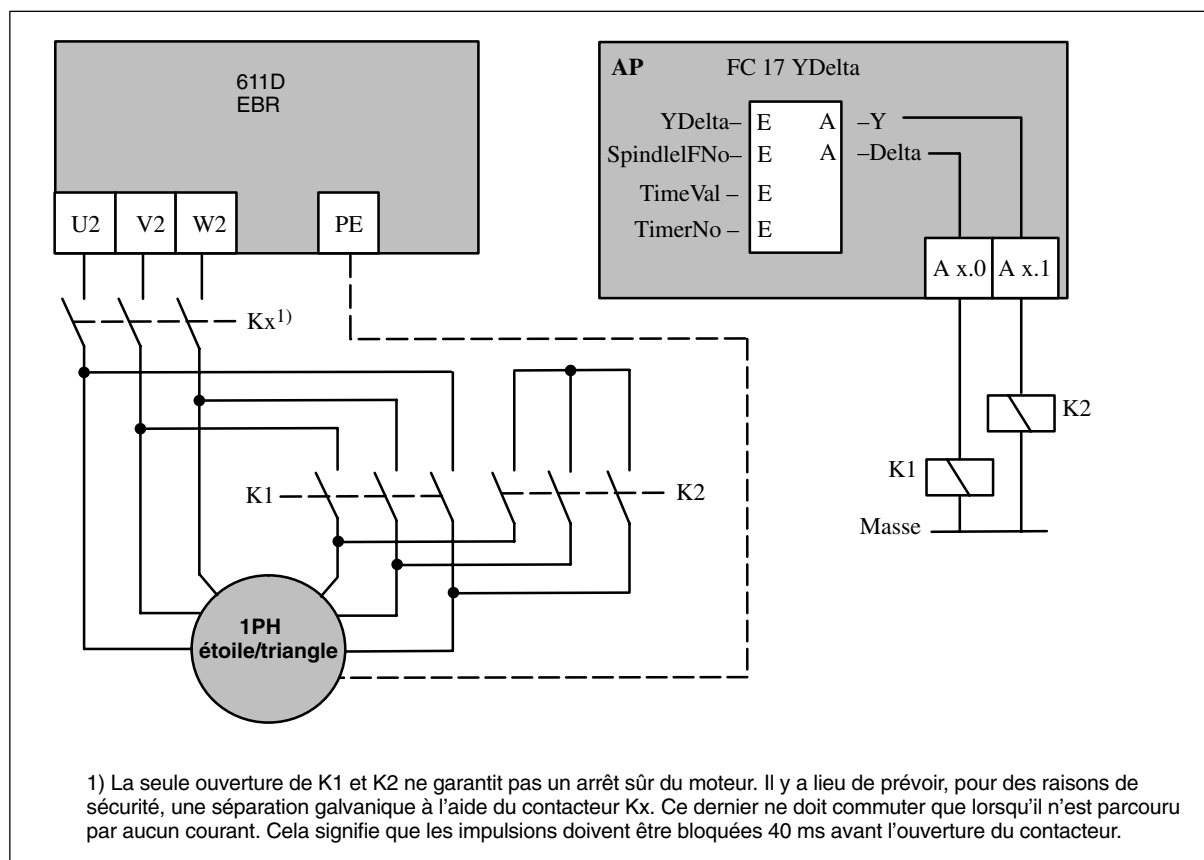 611D
EBR
U2 V2 W2 PE
Kx1)
K1
K2
1PH
étoile/triangle
AP FC 17 YDelta
YDelta– E A –Y
SpindleIFNo– E A –Delta
TimeVal – E
TimerNo – E
A x.0 A x.1
K2
K1
Masse
1) La seule ouverture de K1 et K2 ne garantit pas un arrêt sûr du moteur. Il y a lieu de prévoir, pour des raisons de
sécurité, une séparation galvanique à l'aide du contacteur Kx. Ce dernier ne doit commuter que lorsqu'il n'est parcouru
par aucun courant. Cela signifie que les impulsions doivent être bloquées 40 ms avant l'ouverture du contacteur.